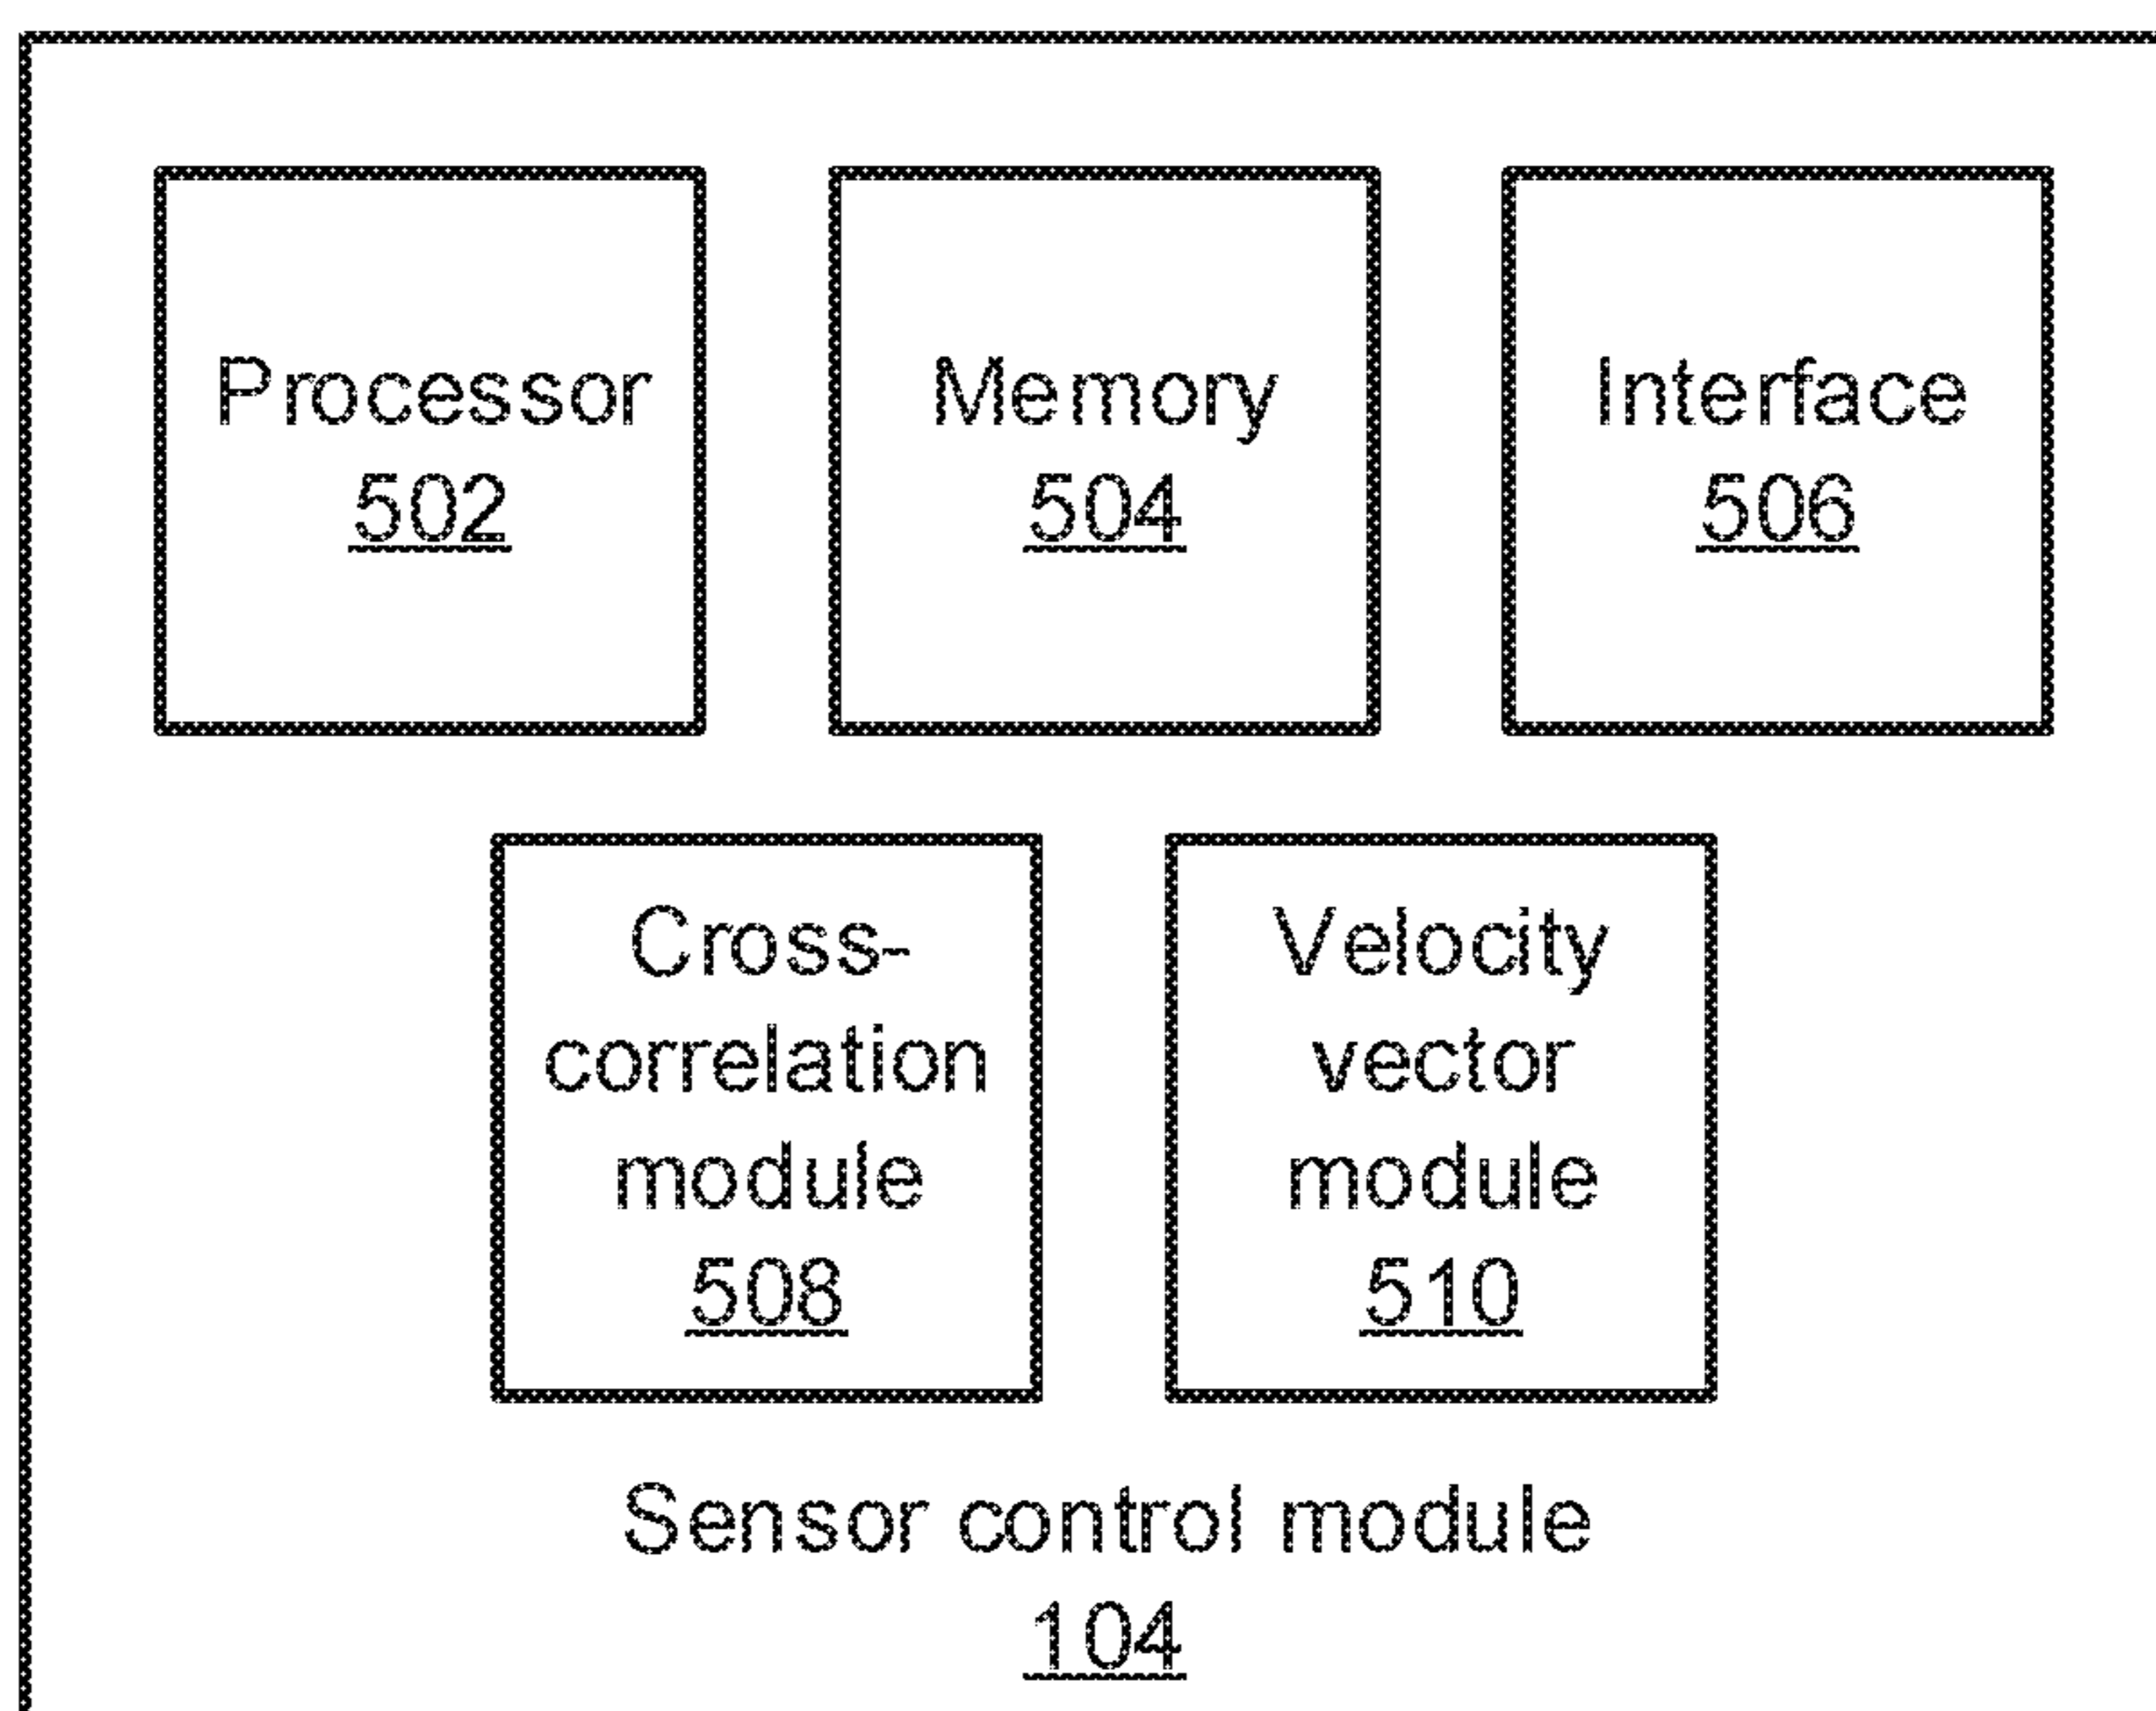 Processor
502
Memory
504
Interface
506
Cross-
correlation
module
508
Velocity
vector
module
510
Sensor control module
104